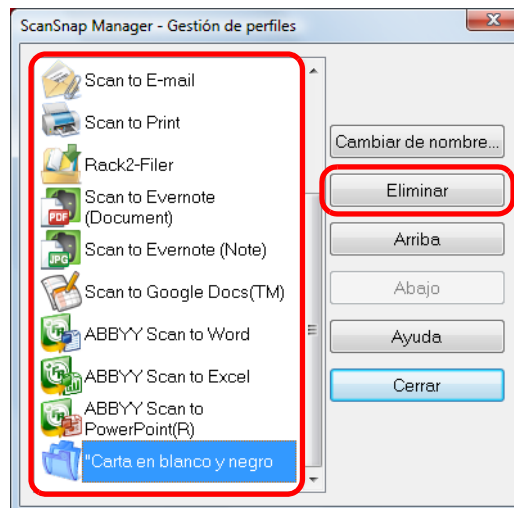 ScanSnap Manager - Gestión de perfiles
Scan to E-mail
Scan to Print
Rack2-Filer
Scan to Evernote
(Document)
PDF
Scan to Evernote (Note)
JPG
Scan to Google Docs(TM)
ABBYY Scan to Word
ABBYY Scan to Excel
ABBYY Scan to
PowerPoint(R)
"Carta en blanco y negro
Cambiar de nombre...
Eliminar
Arriba
Abajo
Ayuda
Cerrar